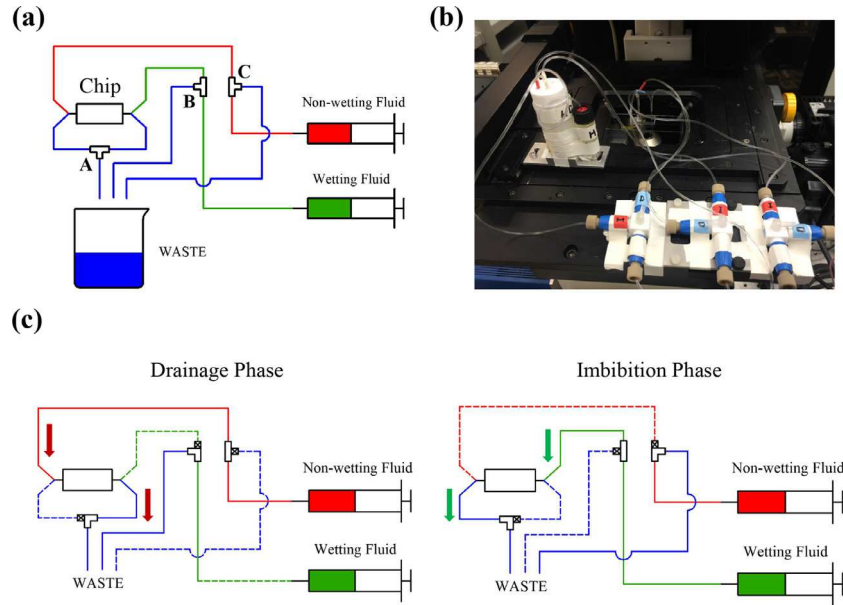 (a)
(b)
C
Chip
B
Non-wetting Fluid
A
Wetting Fluid
WASTE
(c)
Drainage Phase
Imbibition Phase
Non-wetting Fluid
Non-wetting Fluid
Wetting Fluid
Wetting Fluid
WASTE
WASTE